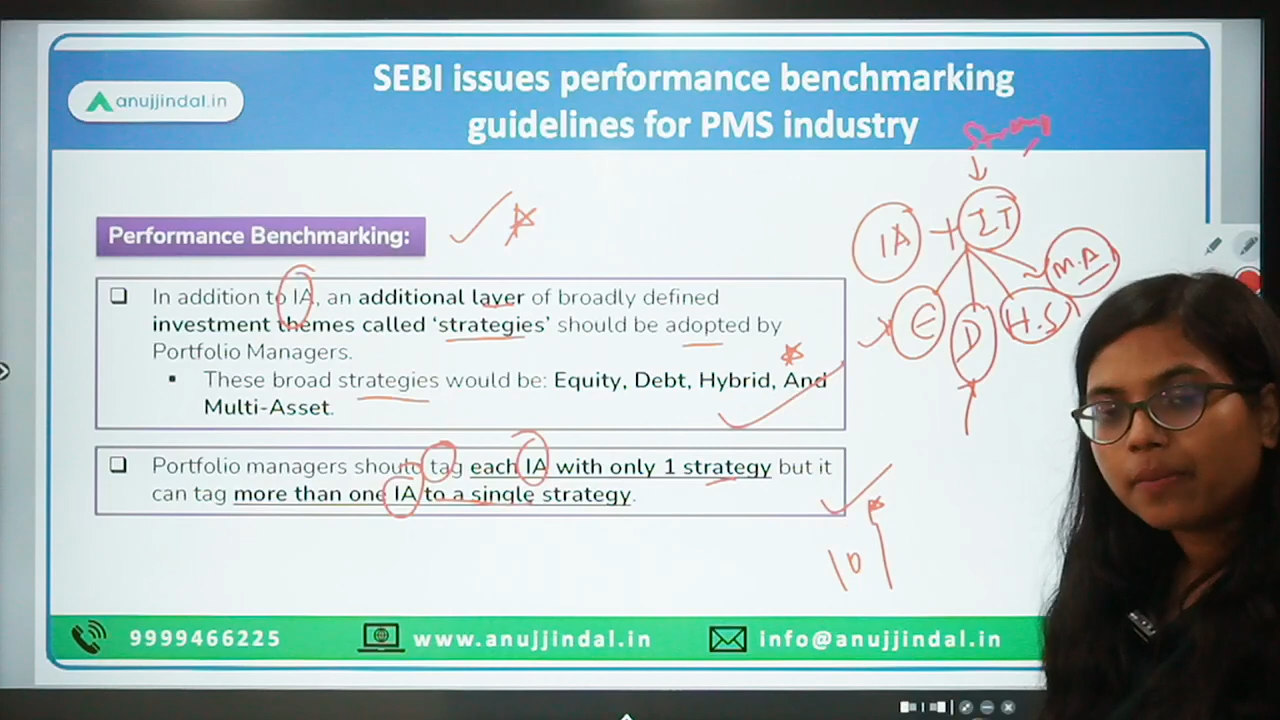 SEBI issues performance benchmarking
guidelines for PMS industry
anujjindal.in
Performance Benchmarking:
In addition to IA, an additional layer of broadly defined
investment themes called ‘strategies’ should be adopted by
Portfolio Managers.
These broad strategies would be: Equity, Debt, Hybrid, And
Multi-Asset.
Portfolio managers should tag each IA with only 1 strategy but it
can tag more than one IA to a single strategy.
IA + IT
E D H.S M.A
9999466225 www.anujjindal.in info@anujjindal.in